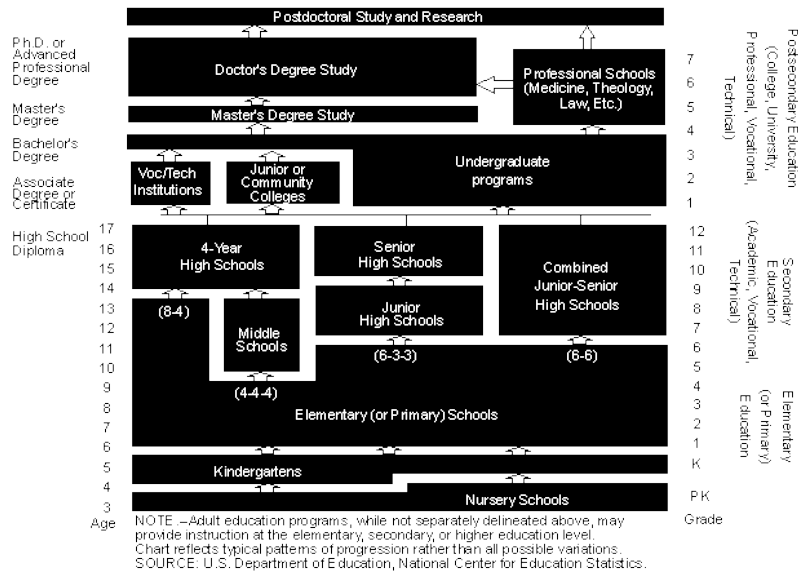 Postdoctoral Study and Research
Ph.D. or
Advanced
Professional
Degree
Doctor's Degree Study
Professional Schools
(Medicine, Theology,
Law, Etc.)
Master's
Degree
Master's Degree Study
Bachelor's
Degree
Undergraduate
programs
Associate
Degree or
Certificate
Voc/Tech
Institutions
Junior or
Community
Colleges
7
6
5
4
3
2
1
Postsecondary Education
(College, University,
Professional, Vocational,
Technical)
High School
Diploma
17
16
15
14
13
12
11
10
9
8
7
6
5
4
3
Age
4-Year
High Schools
Senior
High Schools
Combined
Junior-Senior
High Schools
(8-4)
Middle
Schools
Junior
High Schools
(4-4-4)
(6-3-3)
(6-6)
Elementary (or Primary) Schools
Kindergartens
Nursery Schools
12
11
10
9
8
7
6
5
4
3
2
1
K
PK
Grade
Secondary
Education
(Academic, Vocational,
Technical)
Elementary
(or Primary)
Education
NOTE .--Adult education programs, while not separately delineated above, may
provide instruction at the elementary, secondary, or higher education level.
Chart reflects typical patterns of progression rather than all possible variations.
SOURCE: U.S. Department of Education, National Center for Education Statistics.